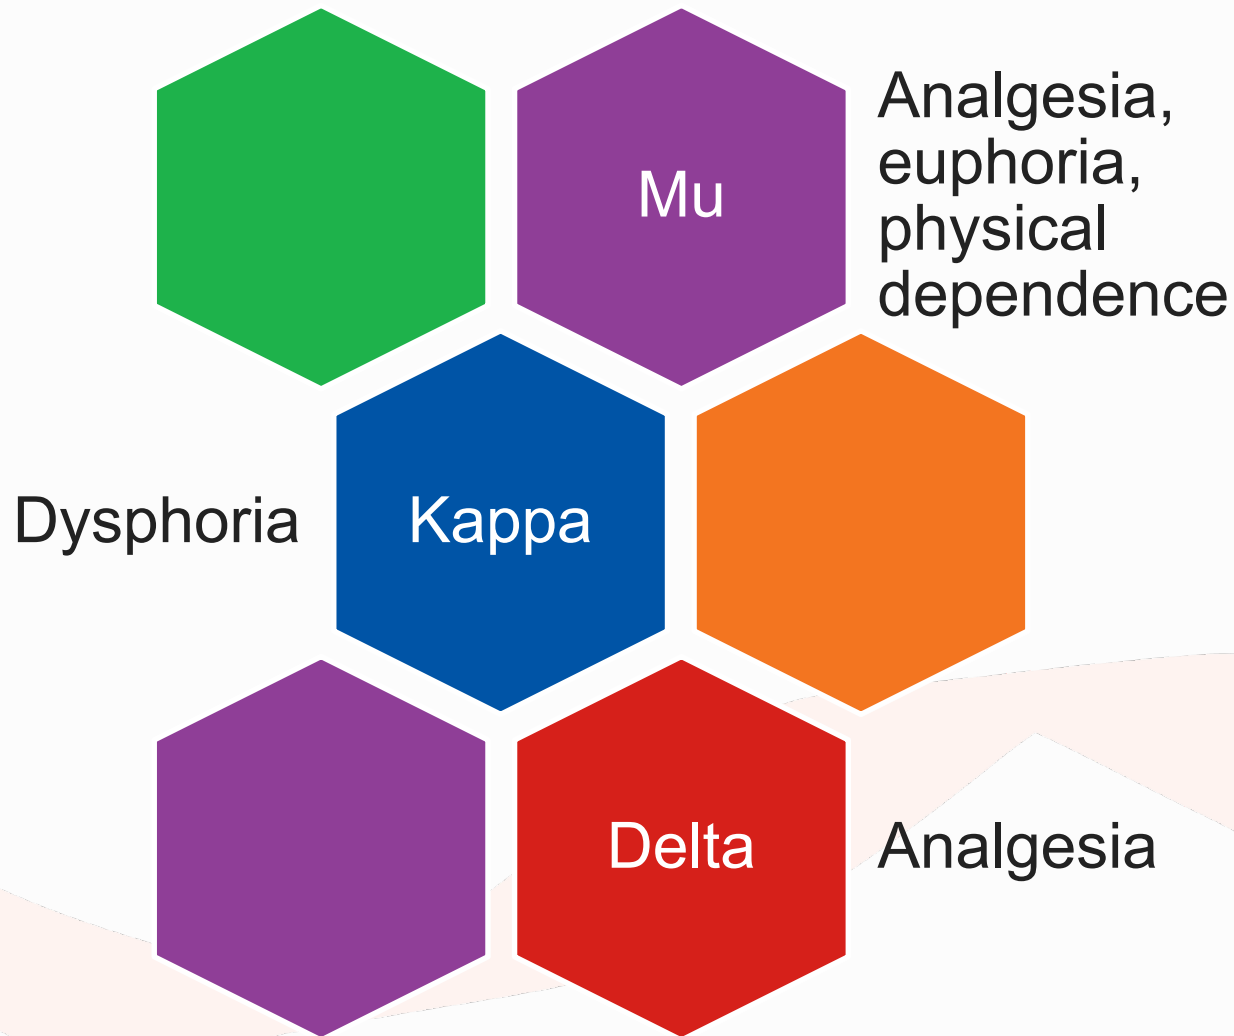 Mu
Analgesia,
euphoria,
physical
dependence
Dysphoria
Kappa
Delta
Analgesia